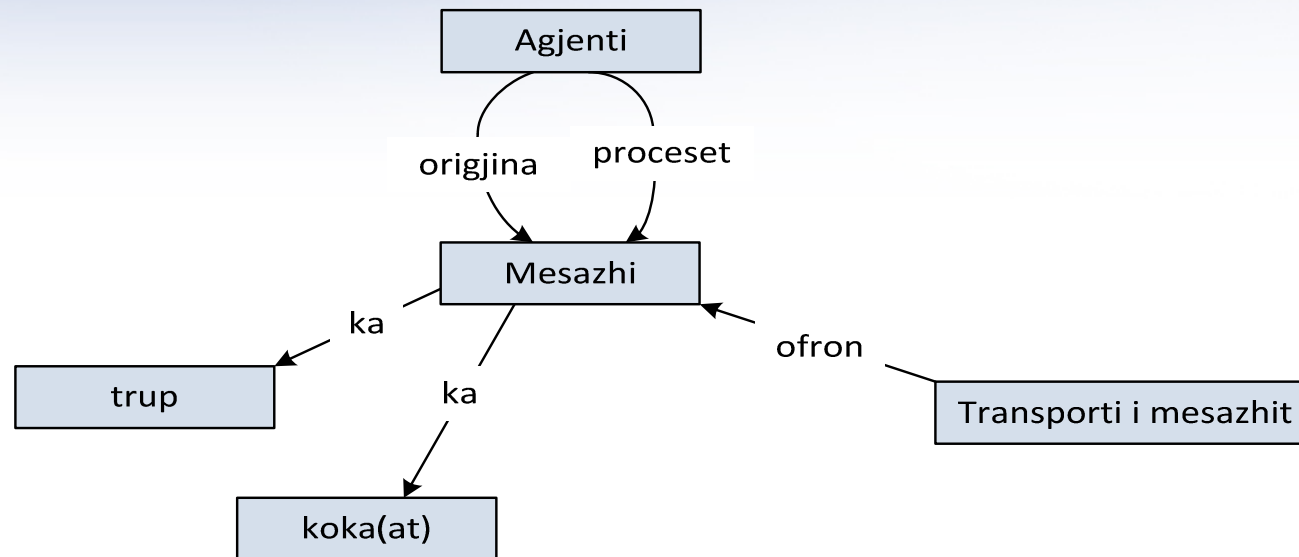 Agjenti
origjina
proceset
Mesazhi
ka
ofron
trup
ka
Transporti i mesazhit
koka(at)